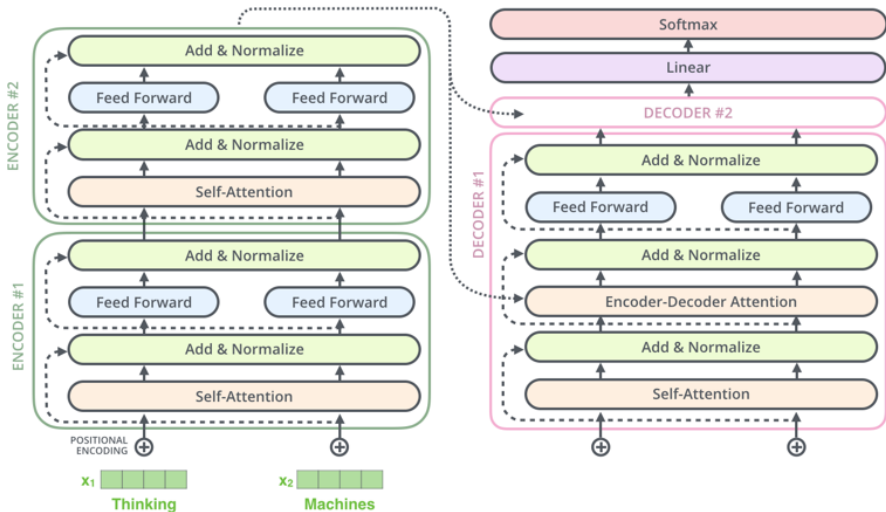 ENCODER #2
Add & Normalize
Feed Forward
Feed Forward
Add & Normalize
Self-Attention
ENCODER #1
Add & Normalize
Feed Forward
Feed Forward
Add & Normalize
Self-Attention
POSITIONAL
ENCODING
x1
x2
Thinking
Machines
Softmax
Linear
DECODER #2
DECODER #1
Add & Normalize
Feed Forward
Feed Forward
Add & Normalize
Encoder-Decoder Attention
Add & Normalize
Self-Attention